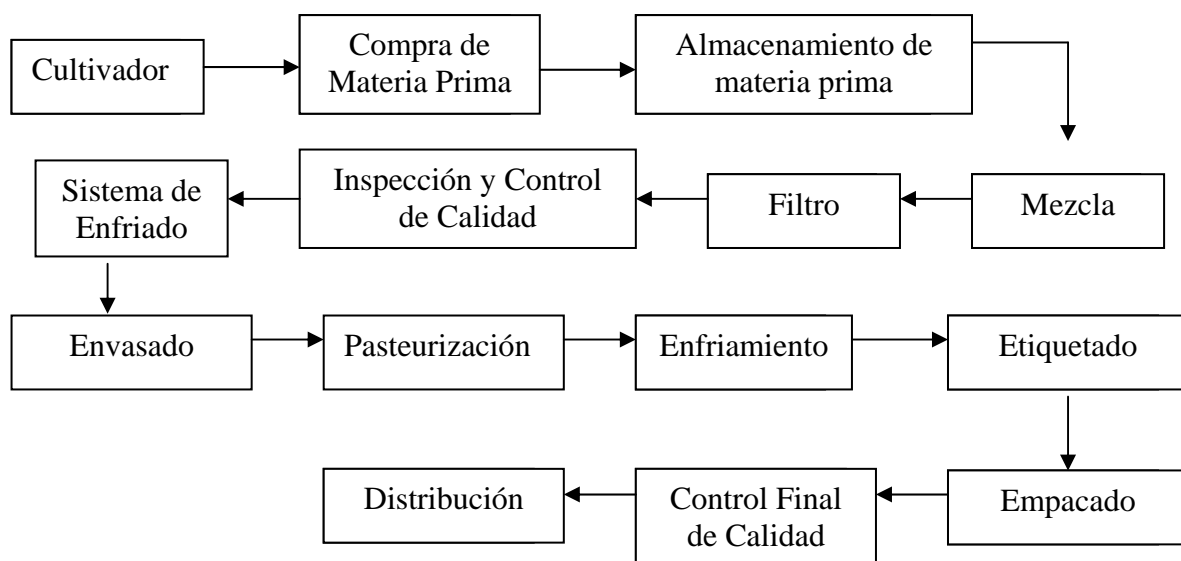 Cultivador
Compra de
Materia Prima
Almacenamiento de
materia prima
Mezcla
Filtro
Inspección y Control
de Calidad
Sistema de
Enfriado
Envasado
Pasteurización
Enfriamiento
Etiquetado
Empacado
Control Final
de Calidad
Distribución